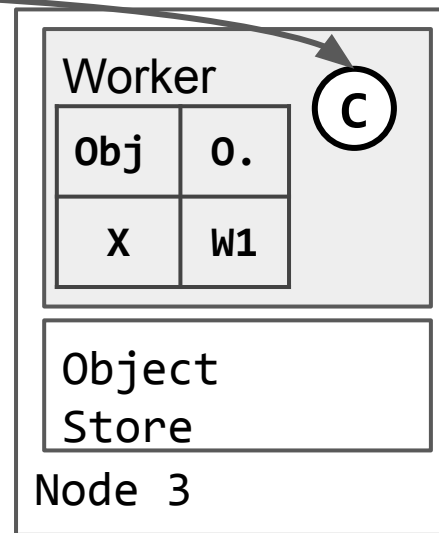 Worker
C
Obj O.
X W1
Object
Store
Node 3